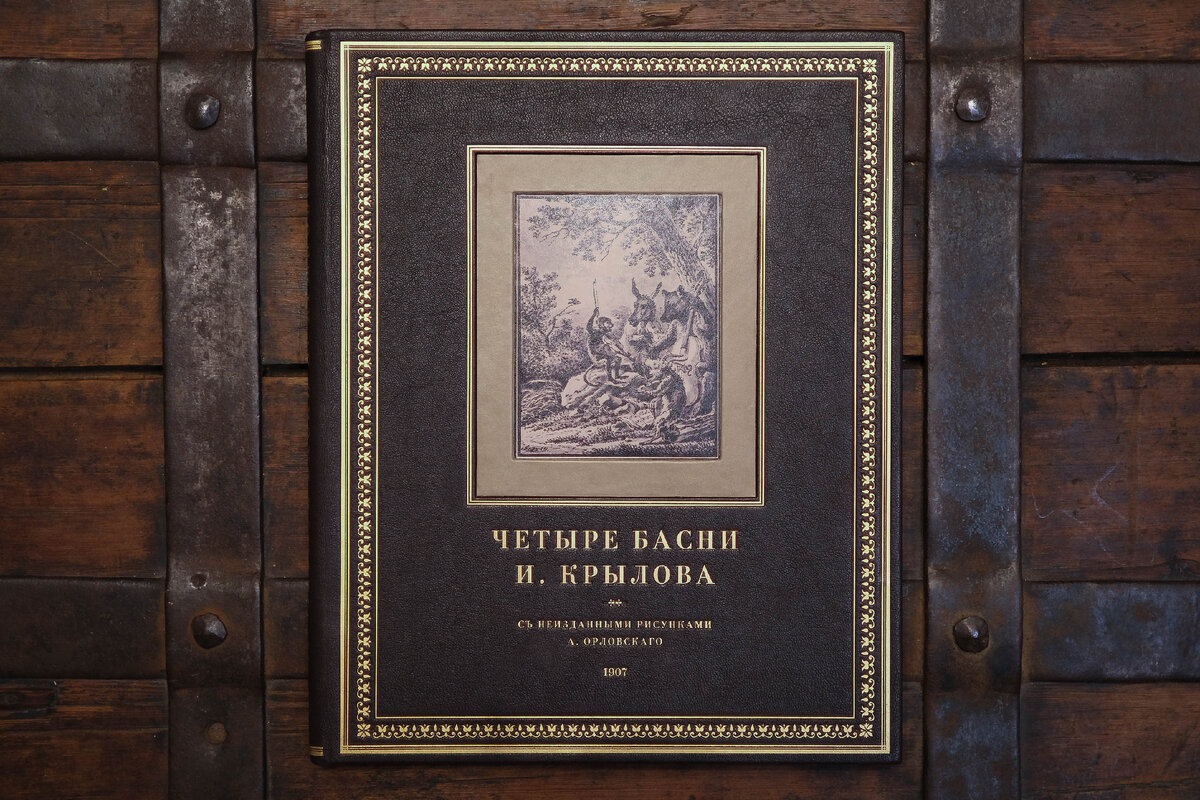 ЧЕТЫРЕ БАСНИ
И. КРЫЛОВА
СЪ НЕИЗДАННЫМИ РИСУНКАМИ
А. ОРЛОВСКАГО
1907